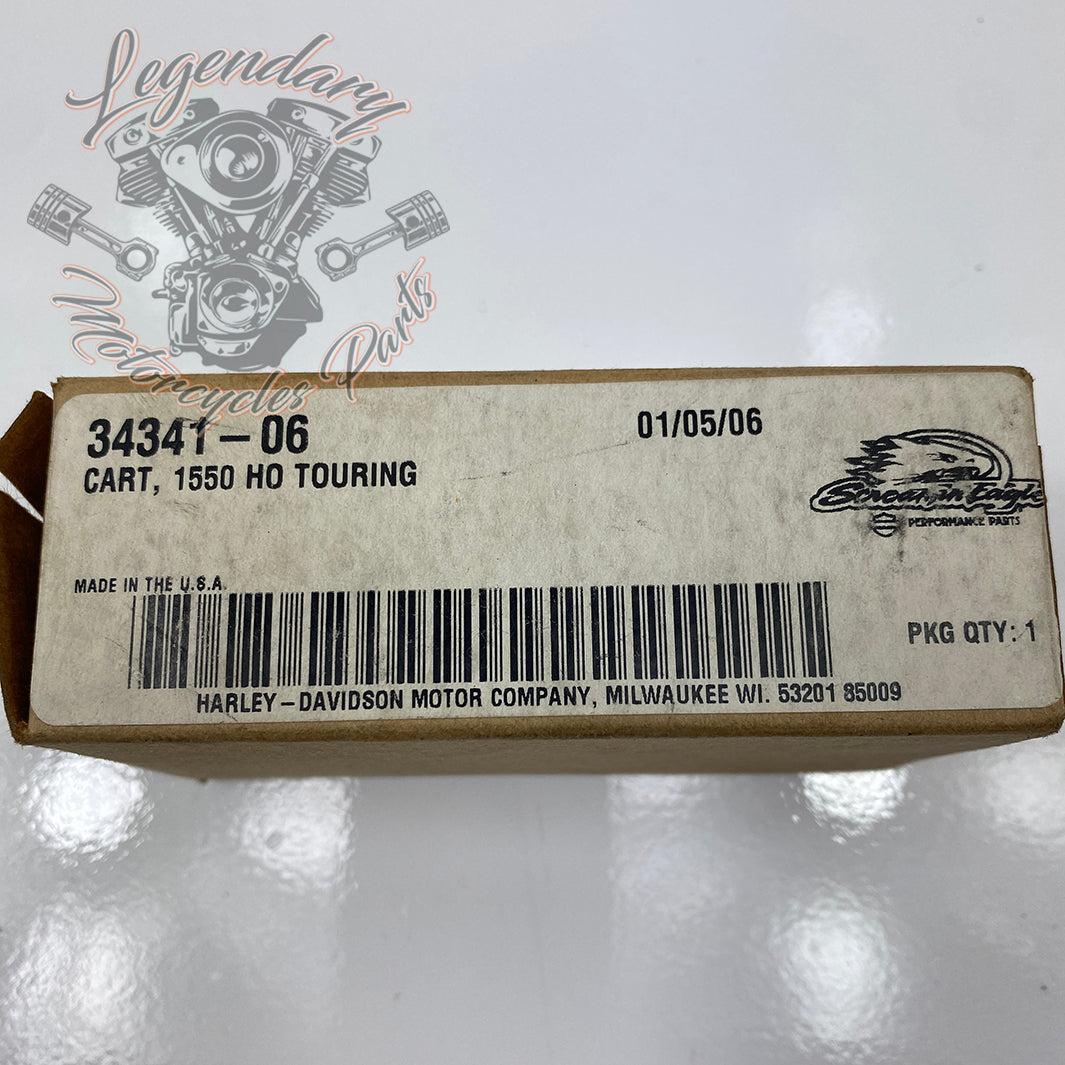 Legendary
Motorcycles Parts
34341-06
01/05/06
CART, 1550 HO TOURING
Screamin' Eagle
PERFORMANCE PARTS
MADE IN THE U.S.A.
PKG QTY: 1
HARLEY-DAVIDSON MOTOR COMPANY, MILWAUKEE WI. 53201 85009